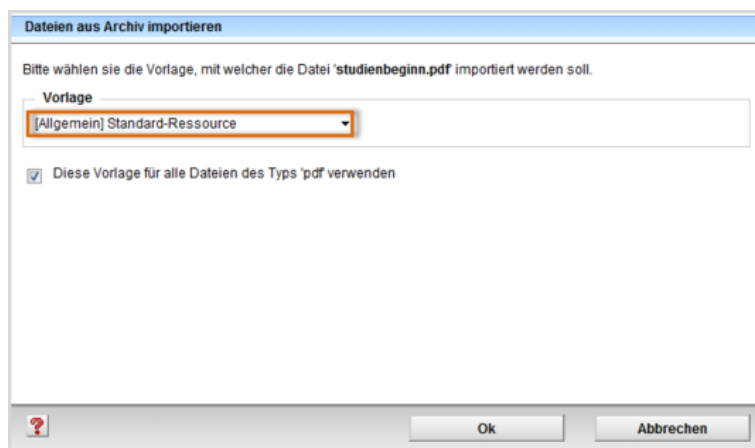 Dateien aus Archiv importieren
Bitte wählen sie die Vorlage, mit welcher die Datei 'studienbeginn.pdf' importiert werden soll.
Vorlage
[Allgemein] Standard-Ressource
Diese Vorlage für alle Dateien des Typs 'pdf' verwenden
?
Ok
Abbrechen